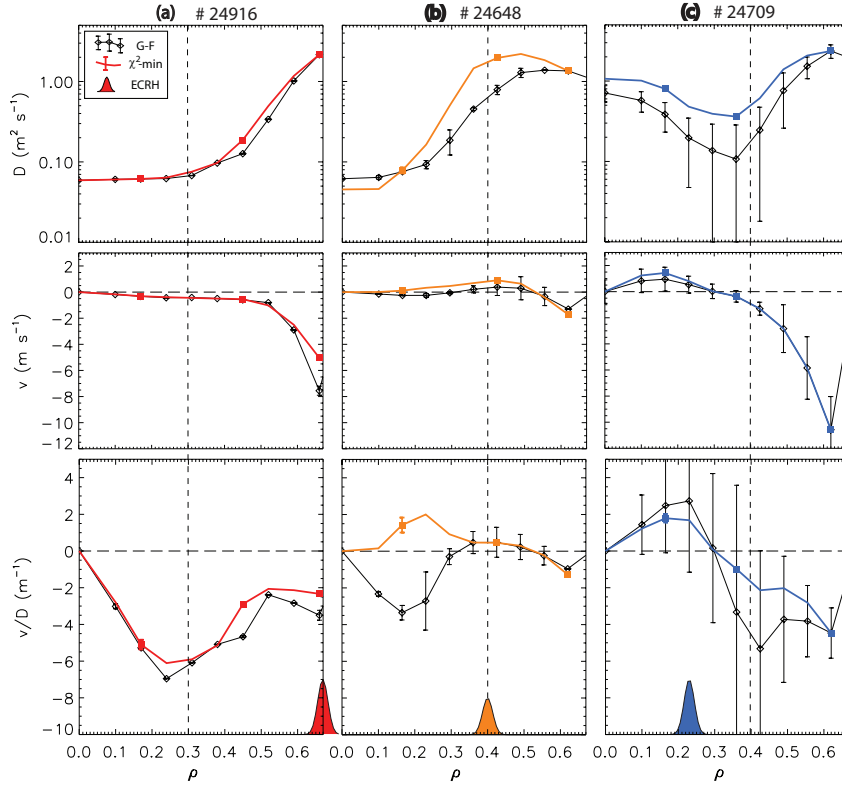 (a) # 24916
(b) # 24648
(c) # 24709
G-F
χ²-min
ECRH
D (m² s⁻¹)
1.00
0.10
0.01
v (m s⁻¹)
2
0
-2
-4
-6
-8
-10
-12
v/D (m⁻¹)
4
2
0
-2
-4
-6
-8
-10
0.0 0.1 0.2 0.3 0.4 0.5 0.6
0.0 0.1 0.2 0.3 0.4 0.5 0.6
0.0 0.1 0.2 0.3 0.4 0.5 0.6
ρ ρ ρ